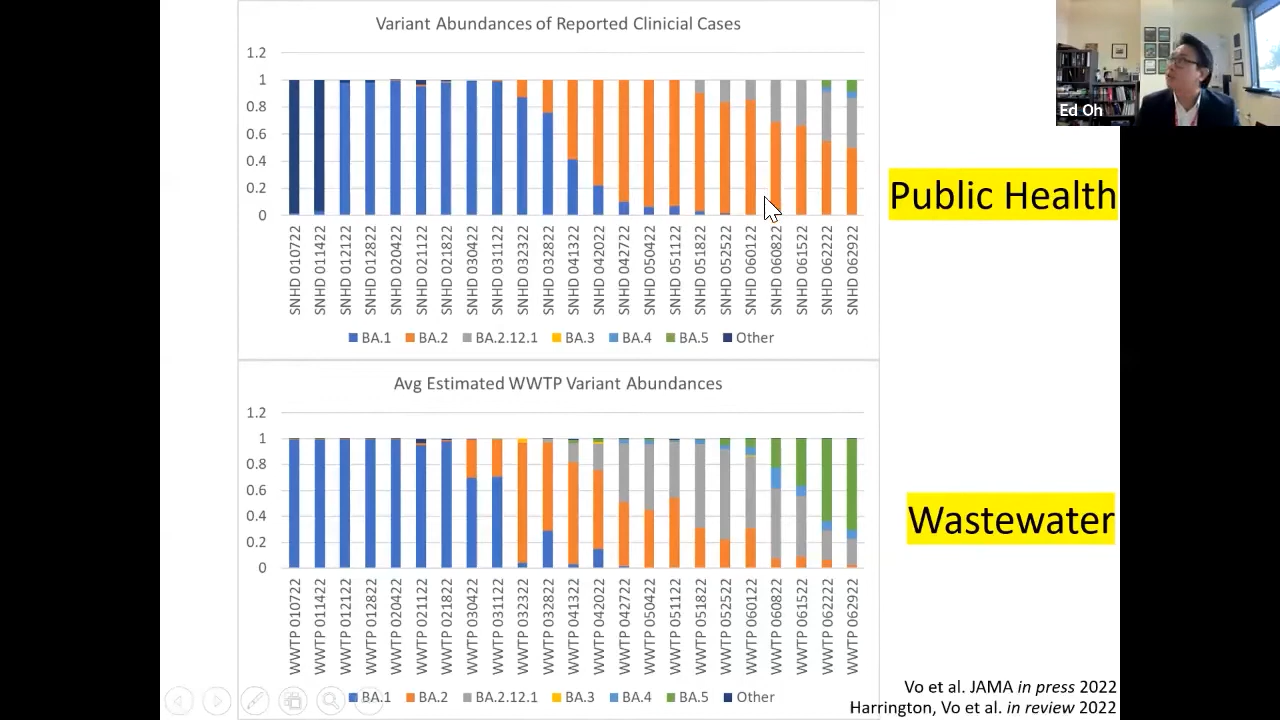 Variant Abundances of Reported Clinicial Cases
1.2
1
0.8
0.6
0.4
0.2
0
SNHD 010722
SNHD 011422
SNHD 012122
SNHD 012822
SNHD 020422
SNHD 021122
SNHD 021822
SNHD 030422
SNHD 031122
SNHD 032322
SNHD 032822
SNHD 041322
SNHD 042022
SNHD 042722
SNHD 050422
SNHD 051122
SNHD 051822
SNHD 052522
SNHD 060122
SNHD 060822
SNHD 061522
SNHD 062222
SNHD 062922
BA.1 BA.2 BA.2.12.1 BA.3 BA.4 BA.5 Other
Ed Oh
Public Health
Avg Estimated WWTP Variant Abundances
1.2
1
0.8
0.6
0.4
0.2
0
WWTP 010722
WWTP 011422
WWTP 012122
WWTP 012822
WWTP 020422
WWTP 021122
WWTP 021822
WWTP 030422
WWTP 031122
WWTP 032322
WWTP 032822
WWTP 041322
WWTP 042022
WWTP 042722
WWTP 050422
WWTP 051122
WWTP 051822
WWTP 052522
WWTP 060122
WWTP 060822
WWTP 061522
WWTP 062222
WWTP 062922
BA.1 BA.2 BA.2.12.1 BA.3 BA.4 BA.5 Other
Wastewater
Vo et al. JAMA in press 2022
Harrington, Vo et al. in review 2022